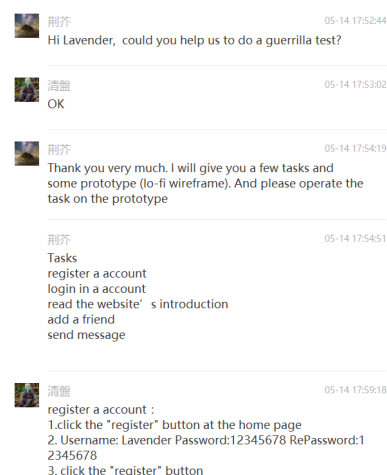 荆芥 05-14 17:52:44
Hi Lavender, could you help us to do a guerrilla test?
清盤 05-14 17:53:02
OK
荆芥 05-14 17:54:19
Thank you very much. I will give you a few tasks and
some prototype (lo-fi wireframe). And please operate the
task on the prototype
荆芥 05-14 17:54:51
Tasks
register a account
login in a account
read the website’s introduction
add a friend
send message
清盤 05-14 17:59:18
register a account：
1.click the "register" button at the home page
2. Username: Lavender Password:12345678 RePassword:1
2345678
3. click the "register" button